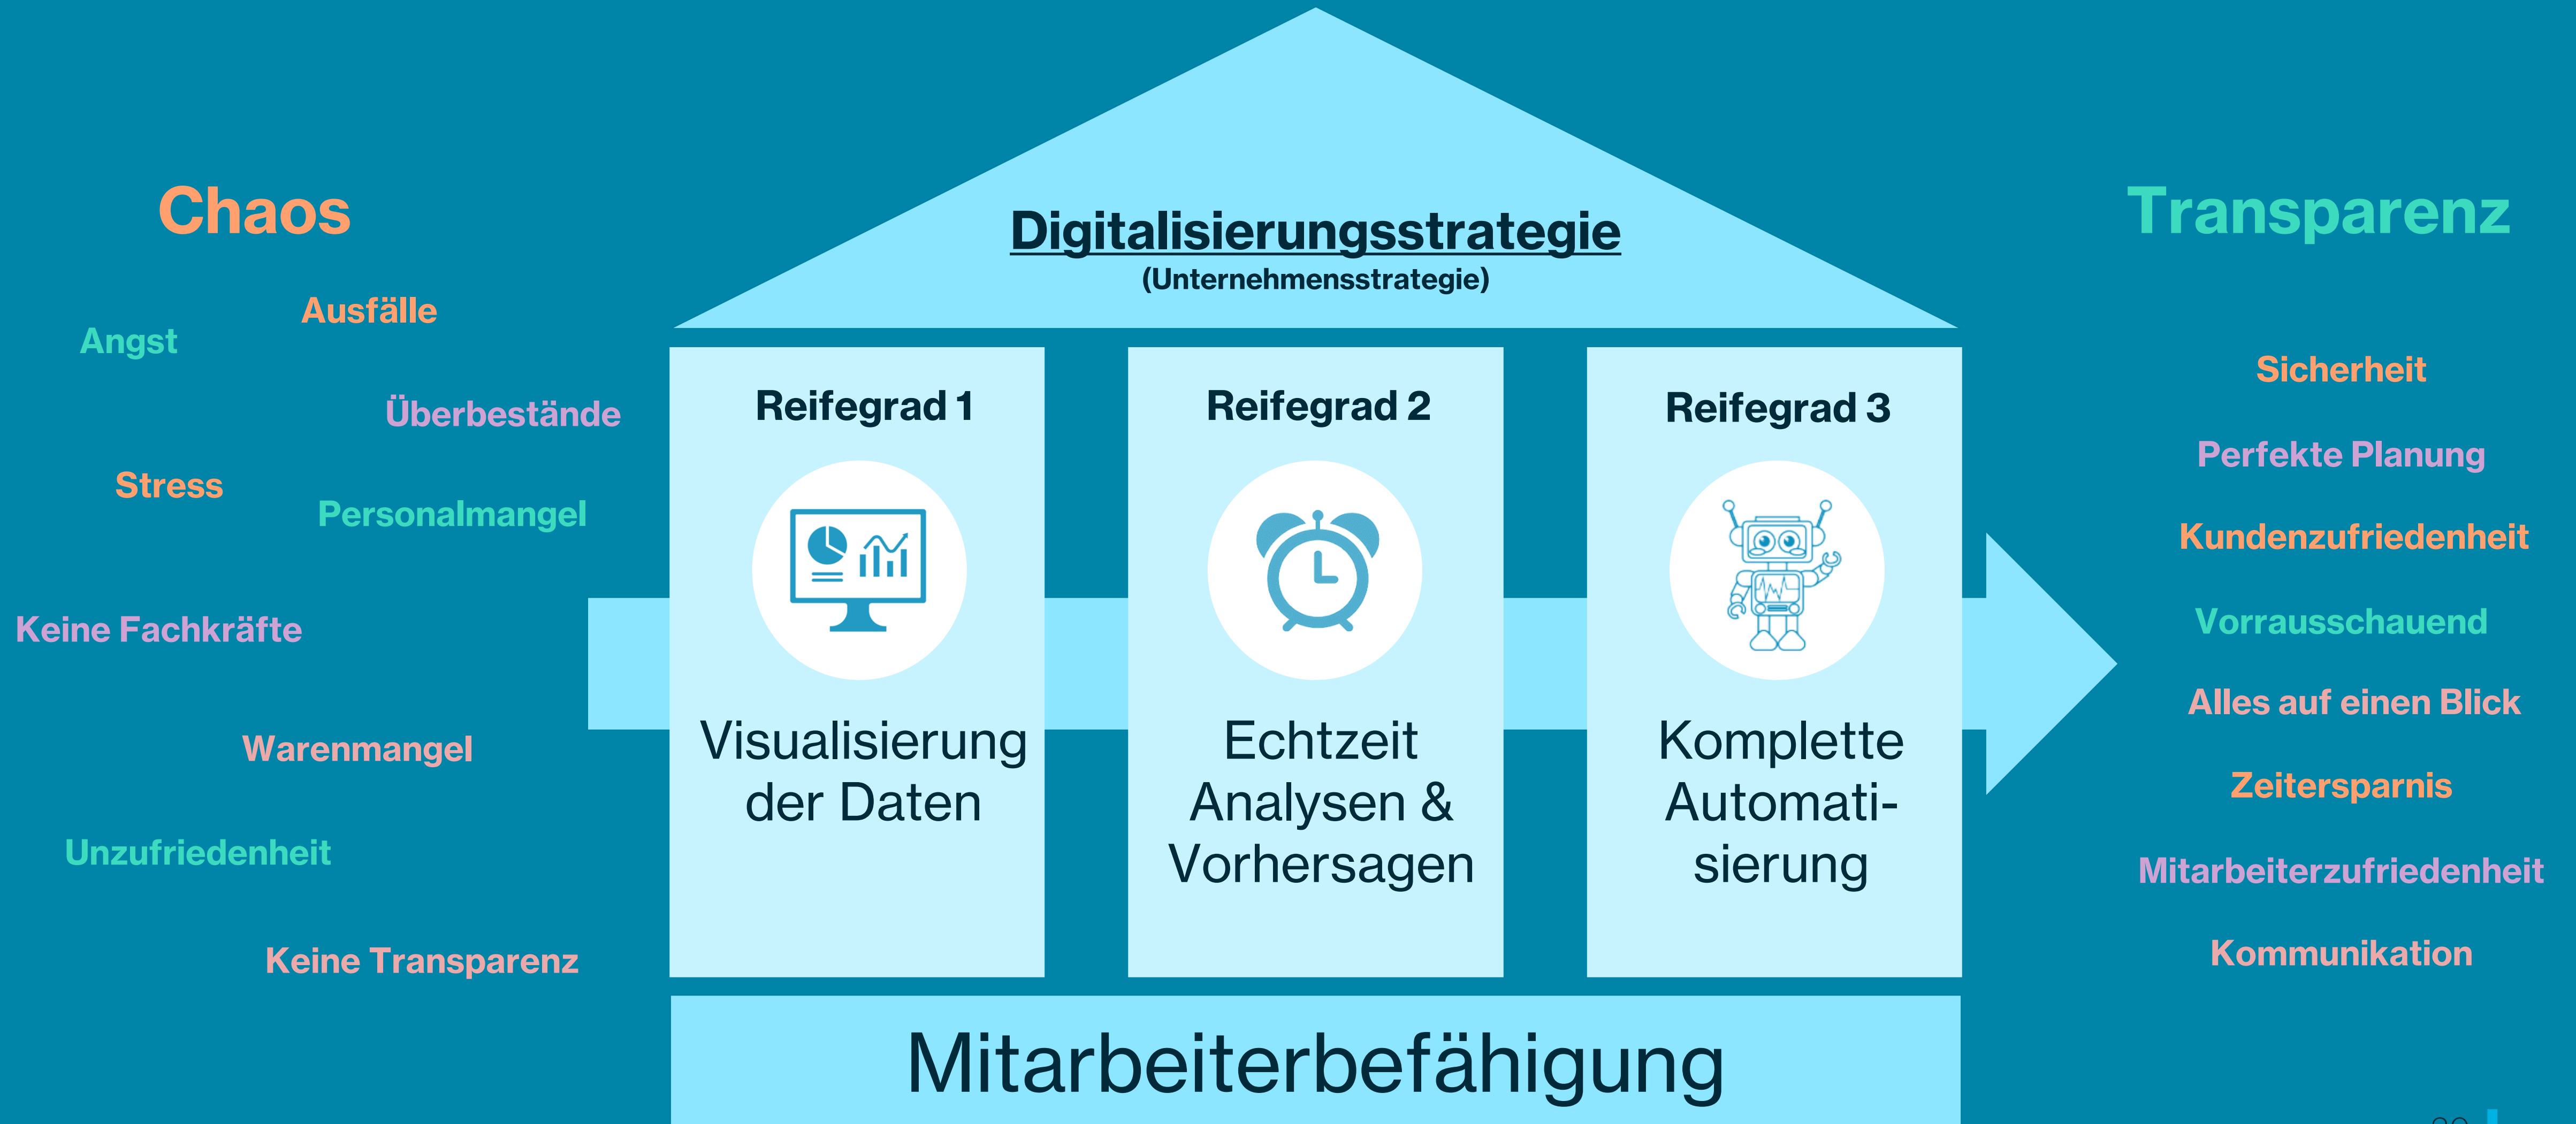 Chaos
Ausfälle
Angst
Überbestände
Stress
Personalmangel
Keine Fachkräfte
Warenmangel
Unzufriedenheit
Keine Transparenz
Digitalisierungsstrategie
(Unternehmensstrategie)
Reifegrad 1
Visualisierung
der Daten
Reifegrad 2
Echtzeit
Analysen &
Vorhersagen
Reifegrad 3
Komplette
Automati-
sierung
Mitarbeiterbefähigung
Transparenz
Sicherheit
Perfekte Planung
Kundenzufriedenheit
Vorrausschauend
Alles auf einen Blick
Zeitersparnis
Mitarbeiterzufriedenheit
Kommunikation